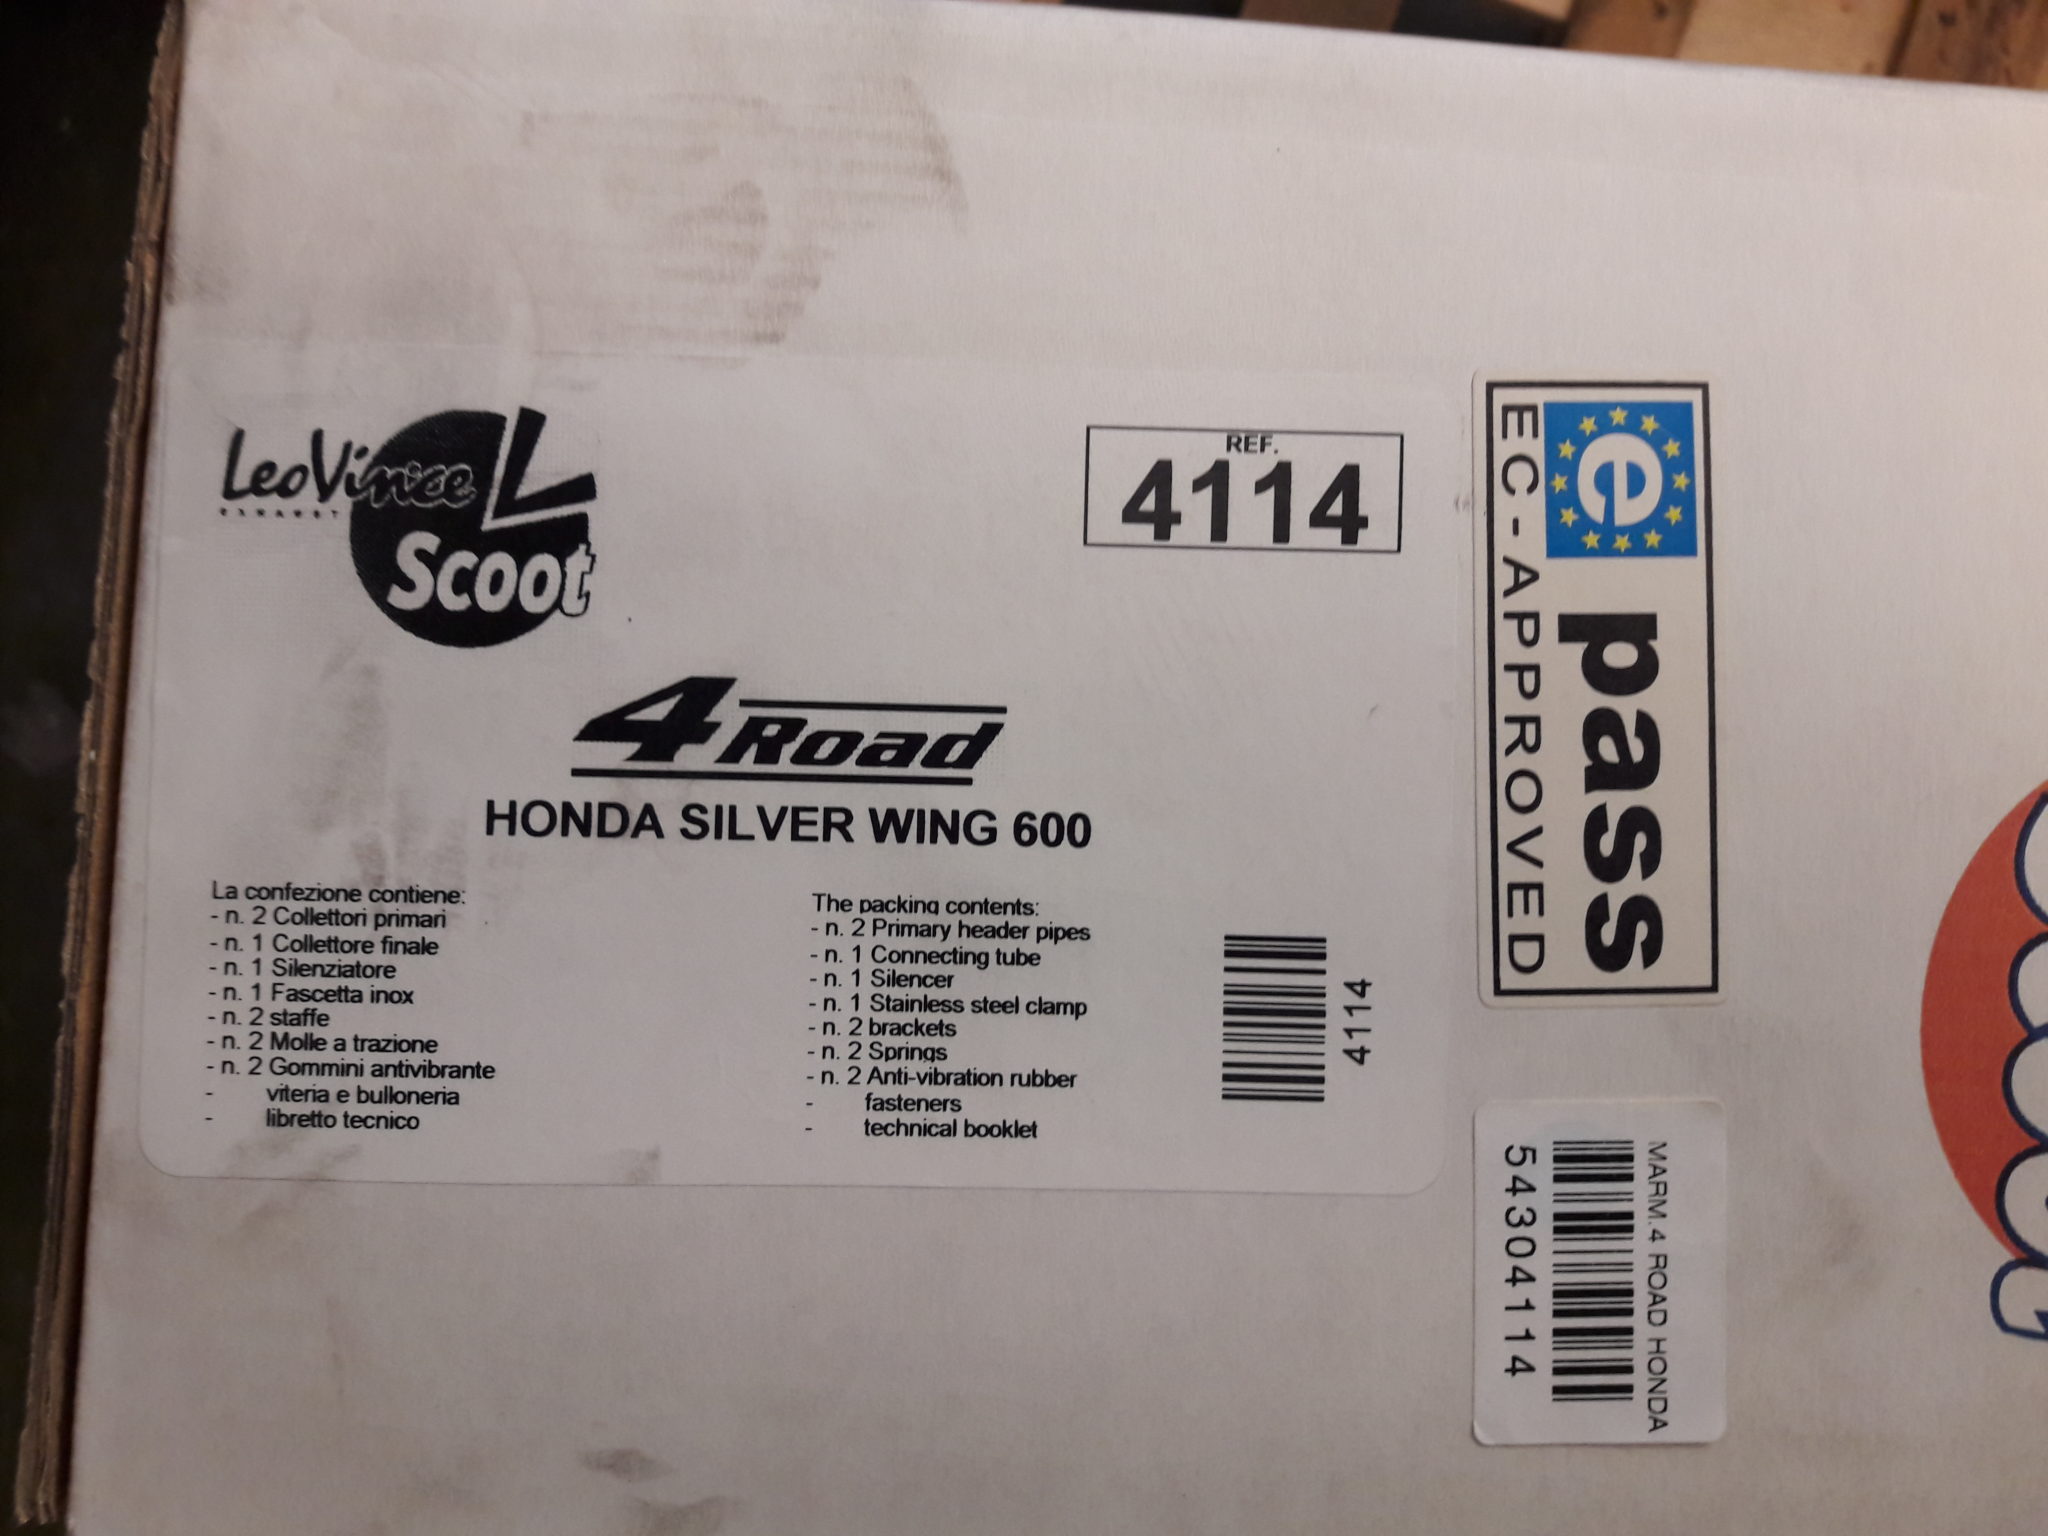 LeoVince
EXHAUST
Scoot
REF.
4114
4 Road
HONDA SILVER WING 600
La confezione contiene:
- n. 2 Collettori primari
- n. 1 Collettore finale
- n. 1 Silenziatore
- n. 1 Fascetta inox
- n. 2 staffe
- n. 2 Molle a trazione
- n. 2 Gommini antivibrante
- viteria e bulloneria
- libretto tecnico
The packing contents:
- n. 2 Primary header pipes
- n. 1 Connecting tube
- n. 1 Silencer
- n. 1 Stainless steel clamp
- n. 2 brackets
- n. 2 Springs
- n. 2 Anti-vibration rubber
- fasteners
- technical booklet
4114
e pass
EC-APPROVED
MARM.4 ROAD HONDA
54304114